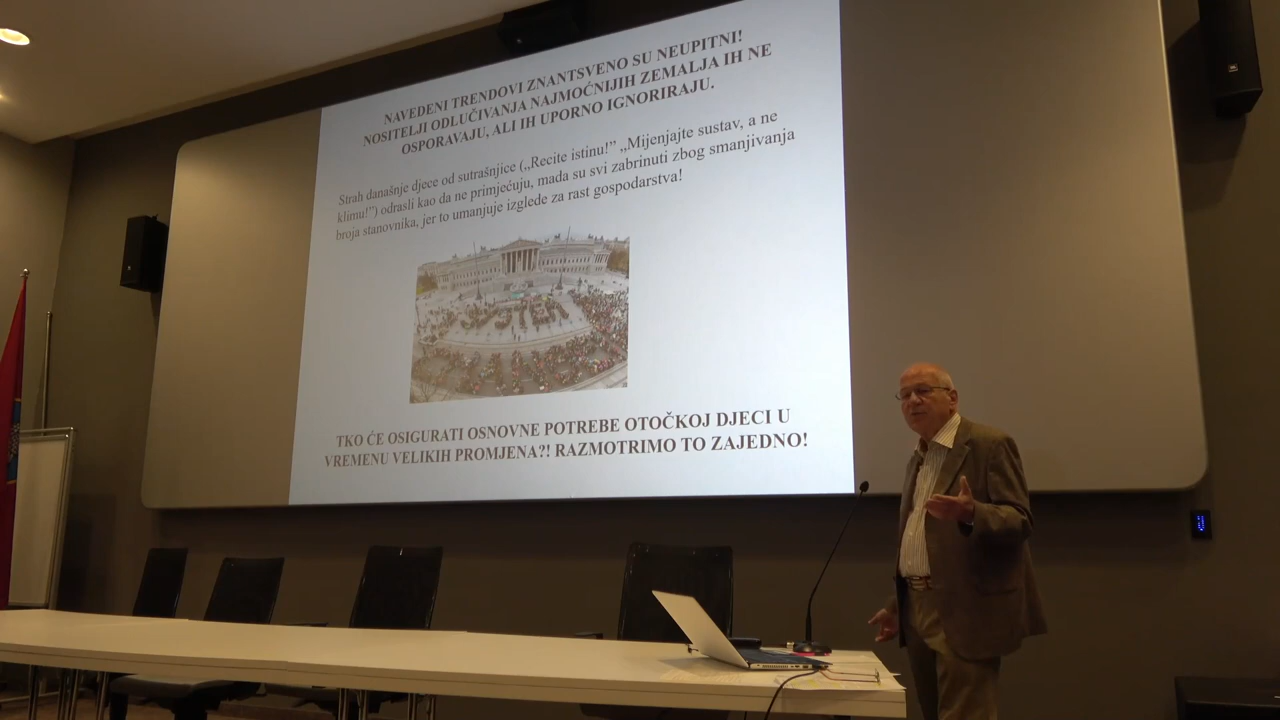 NAVEDENI TRENDOVI ZNANTSVENO SU NEUPITNI!
NOSITELJI ODLUČIVANJA NAJMOĆNIJIH ZEMALJA IH NE
OSPORAVAJU, ALI IH UPORNO IGNORIRAJU.
Strah današnje djece od sutrašnjice („Recite istinu!” „Mijenjajte sustav, a ne
klimu!”) odrasli kao da ne primjećuju, mada su svi zabrinuti zbog smanjivanja
broja stanovnika, jer to umanjuje izglede za rast gospodarstva!
SYSTEM
TKO ĆE OSIGURATI OSNOVNE POTREBE OTOČKOJ DJECI U
VREMENU VELIKIH PROMJENA?! RAZMOTRIMO TO ZAJEDNO!